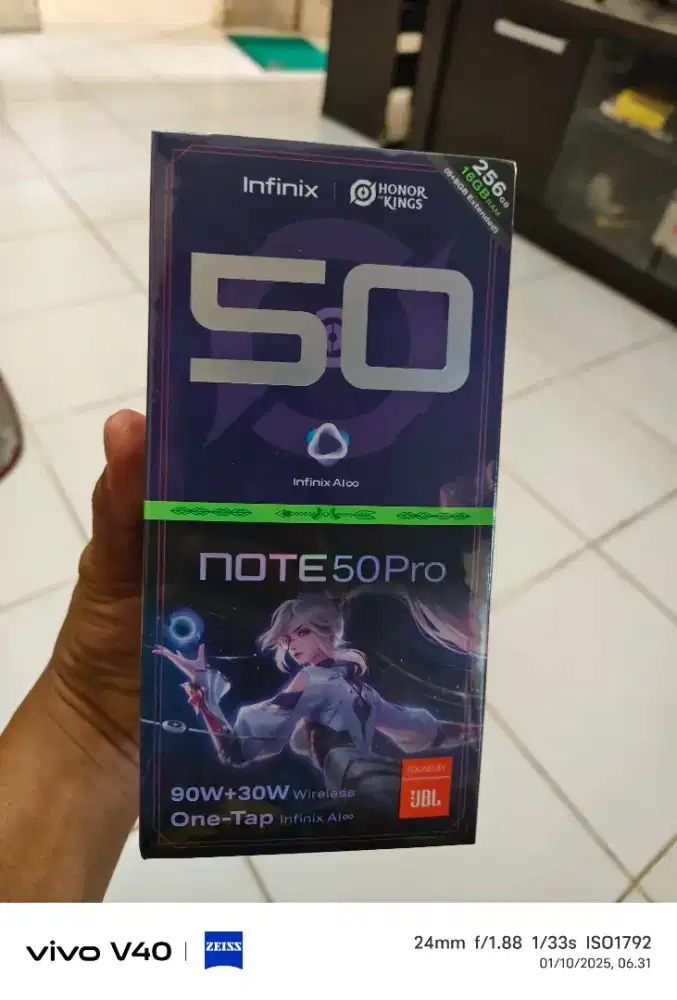 Infinix | HONOR OF KINGS
256GB
16GB RAM
(8+8GB Extended)
50
Infinix AI∞
NOTE 50 Pro
90W+30W Wireless
One-Tap Infinix AI∞
SOUND BY
JBL
vivo V40 | ZEISS
24mm f/1.88 1/33s ISO1792
01/10/2025, 06.31